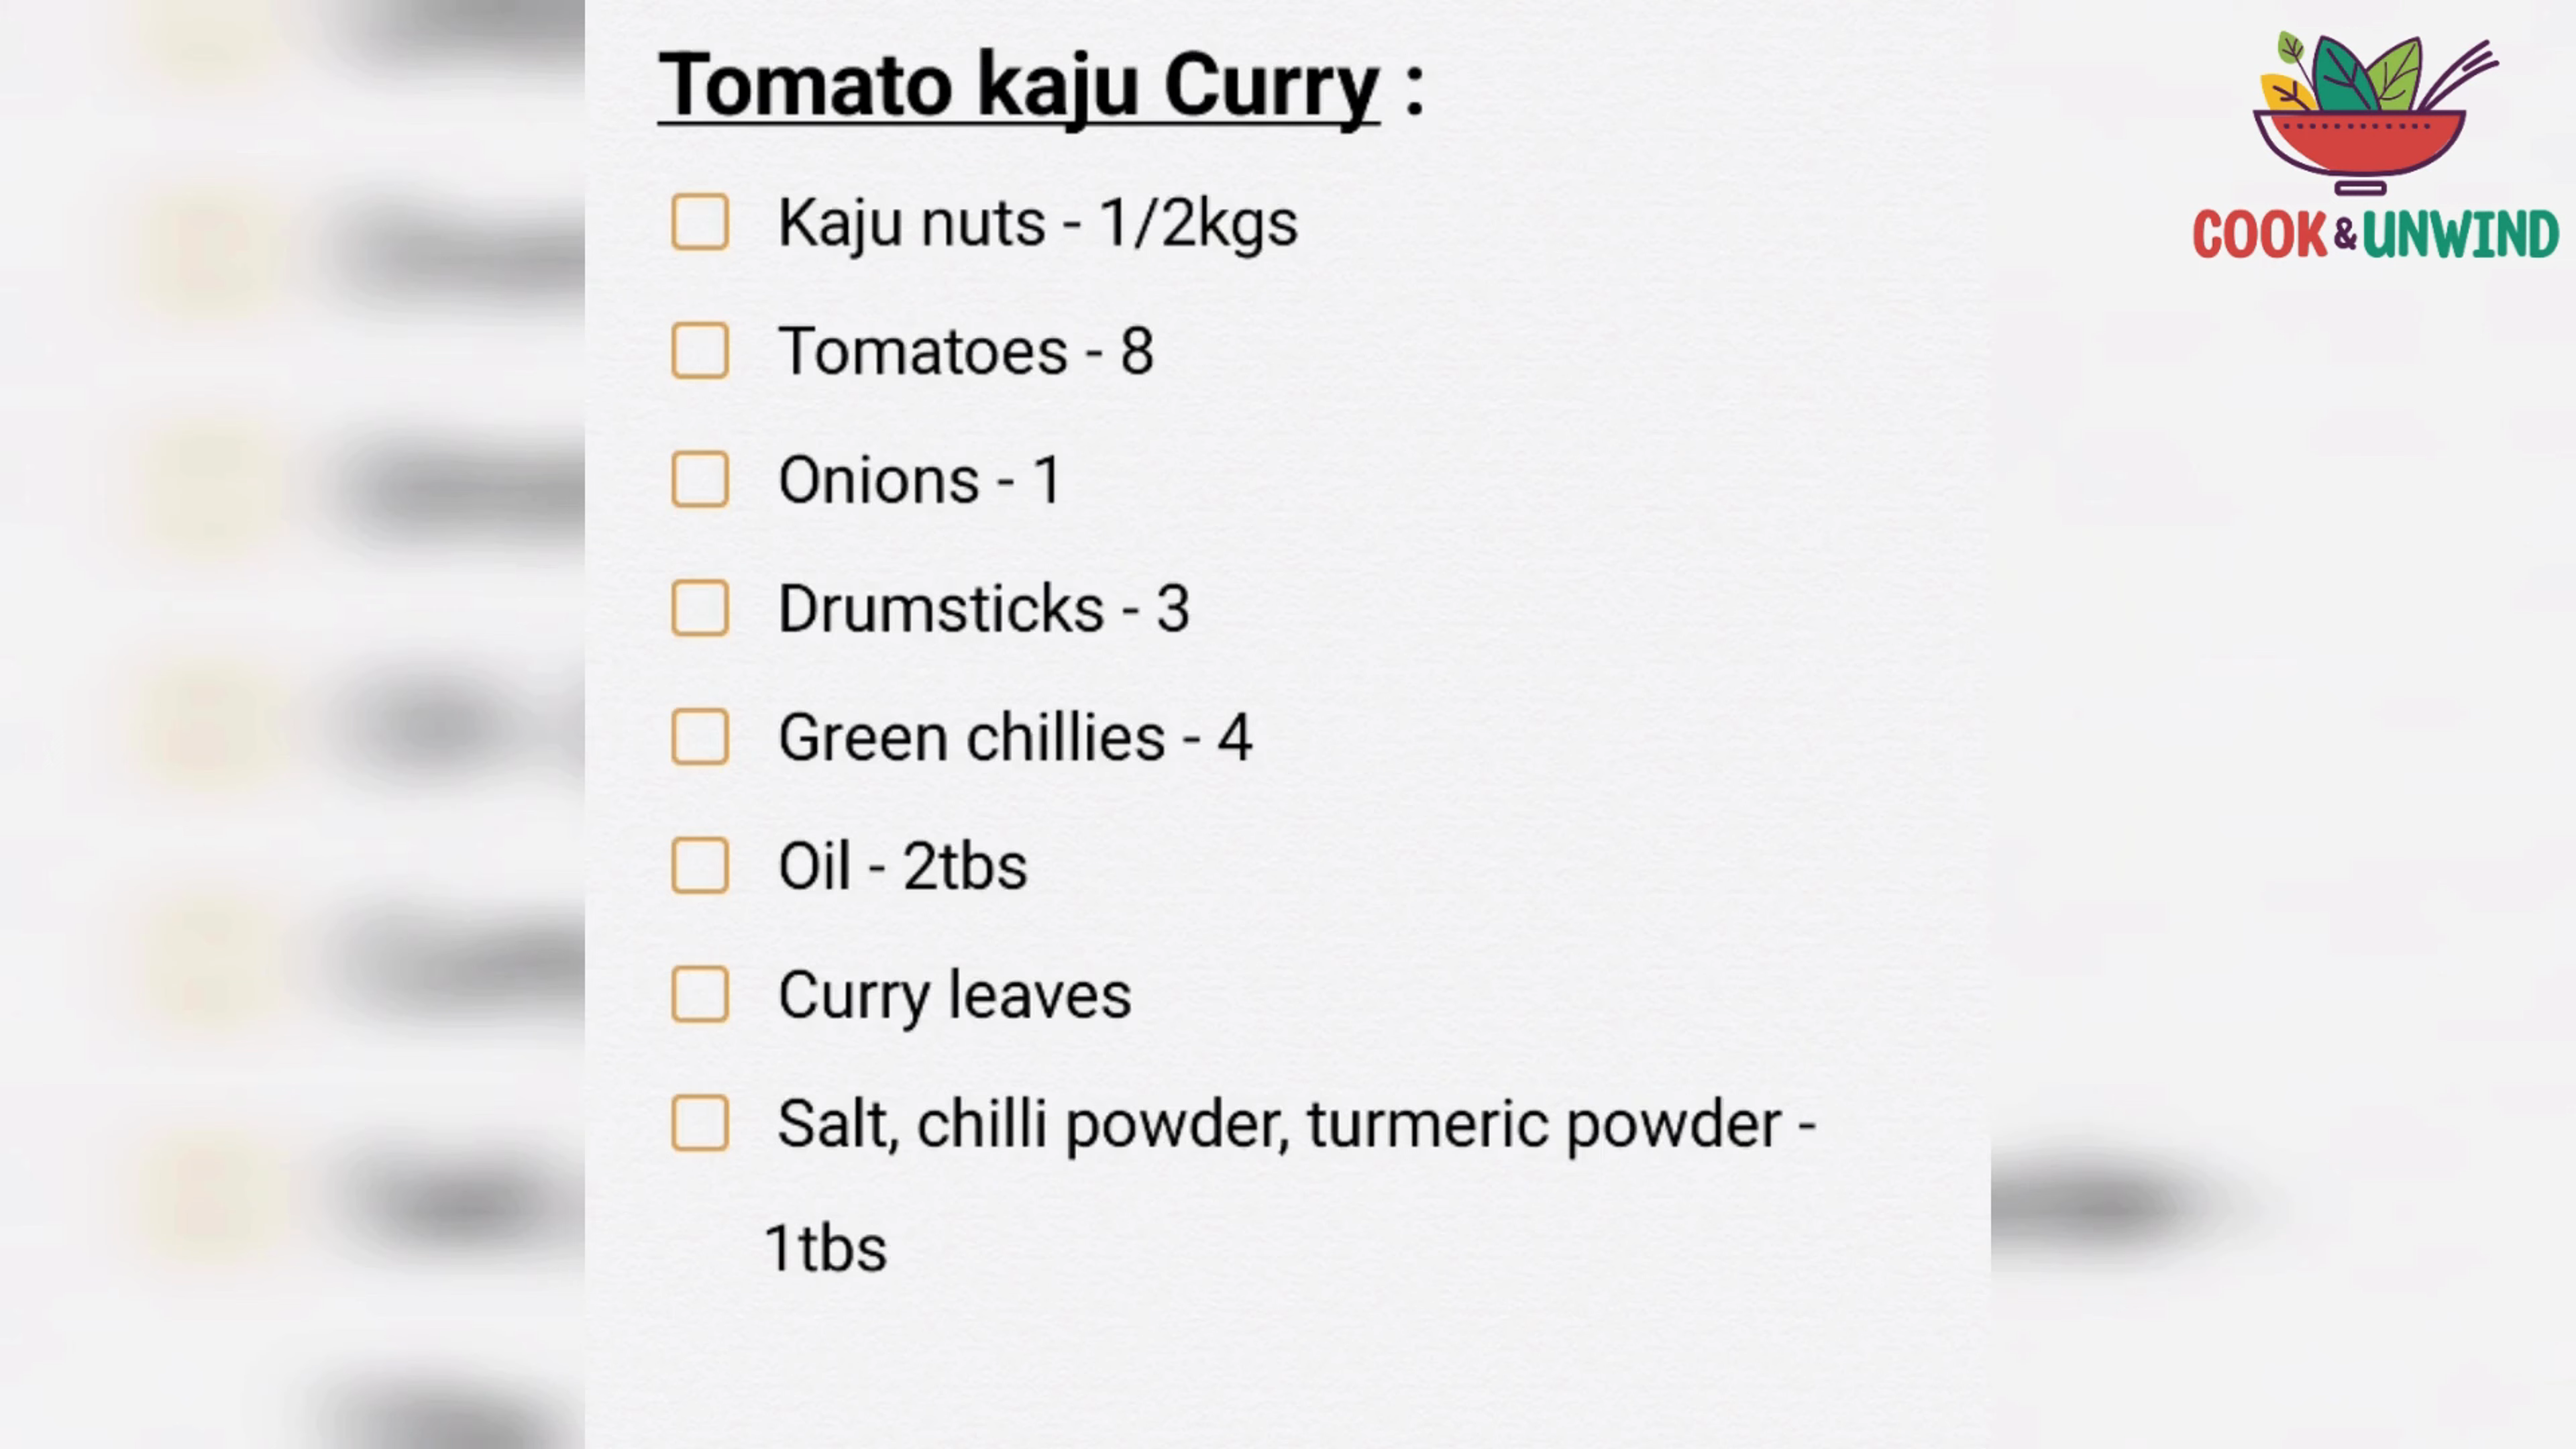 Tomato kaju Curry :
COOK & UNWIND
Kaju nuts - 1/2kgs
Tomatoes - 8
Onions - 1
Drumsticks - 3
Green chillies - 4
Oil - 2tbs
Curry leaves
Salt, chilli powder, turmeric powder -
1tbs